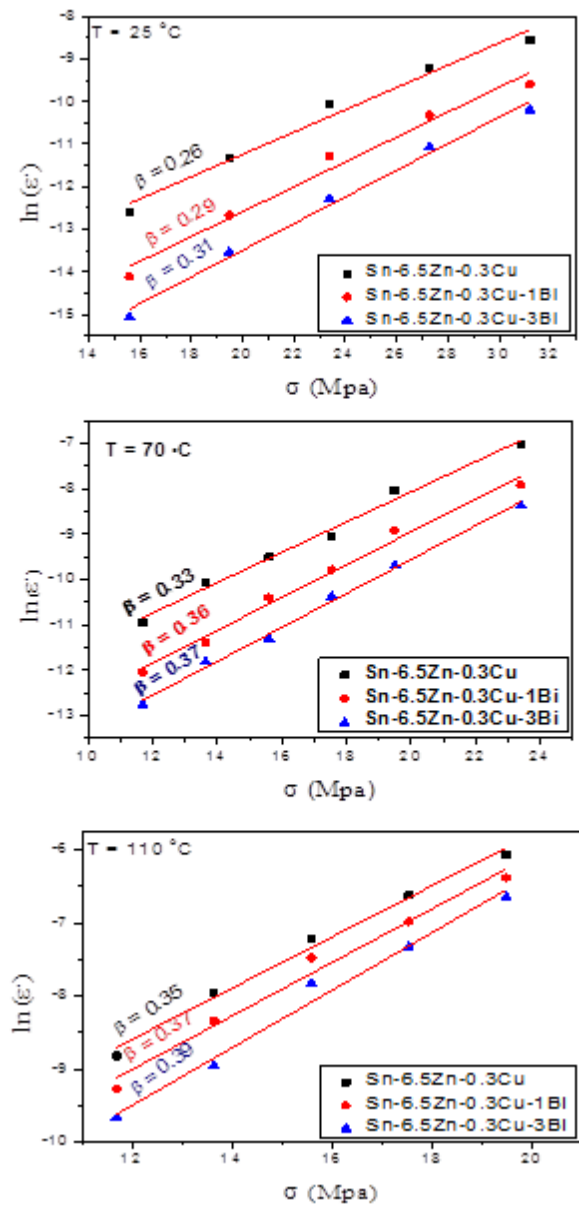 -8
T = 25 °C
-9
-10
-11
-12
-13
-14
-15
ln (ε·)
β = 0.26
β = 0.29
β = 0.31
Sn-6.5Zn-0.3Cu
Sn-6.5Zn-0.3Cu-1BI
Sn-6.5Zn-0.3Cu-3BI
14 16 18 20 22 24 26 28 30 32
σ (Mpa)
T = 70 •C
-7
-8
-9
-10
-11
-12
-13
ln(ε·)
β = 0.33
β = 0.36
β = 0.37
Sn-6.5Zn-0.3Cu
Sn-6.5Zn-0.3Cu-1Bi
Sn-6.5Zn-0.3Cu-3Bi
10 12 14 16 18 20 22 24
σ (Mpa)
T = 110 °C
-6
-7
-8
-9
-10
ln (ε·)
β = 0.35
β = 0.37
β = 0.39
Sn-6.5Zn-0.3Cu
Sn-6.5Zn-0.3Cu-1BI
Sn-6.5Zn-0.3Cu-3BI
12 14 16 18 20
σ (Mpa)